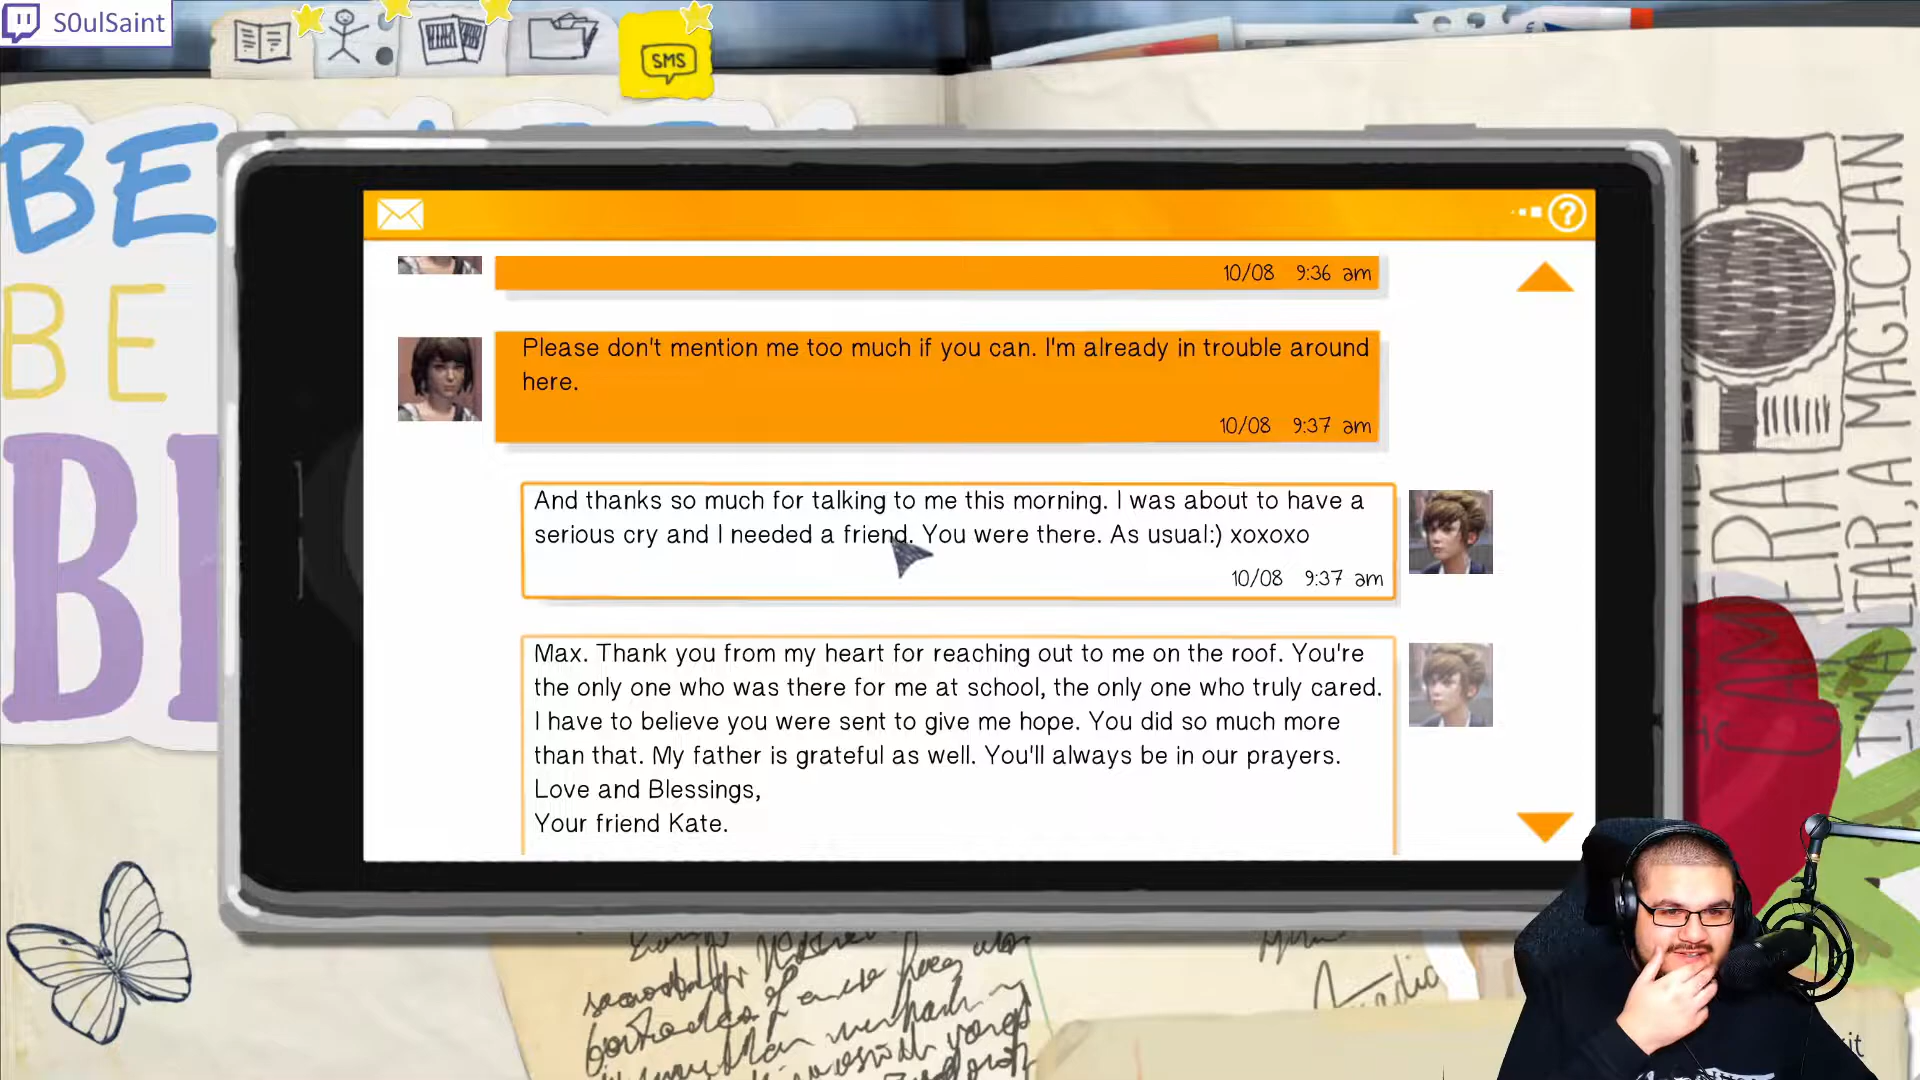 S0ulSaint
SMS
BE
BE
10/08 9:36 am
Please don't mention me too much if you can. I'm already in trouble around
here.
10/08 9:37 am
And thanks so much for talking to me this morning. I was about to have a
serious cry and I needed a friend. You were there. As usual:) xoxoxo
10/08 9:37 am
Max. Thank you from my heart for reaching out to me on the roof. You're
the only one who was there for me at school, the only one who truly cared.
I have to believe you were sent to give me hope. You did so much more
than that. My father is grateful as well. You'll always be in our prayers.
Love and Blessings,
Your friend Kate.
CAMERA
LIAR, A MAGICIAN